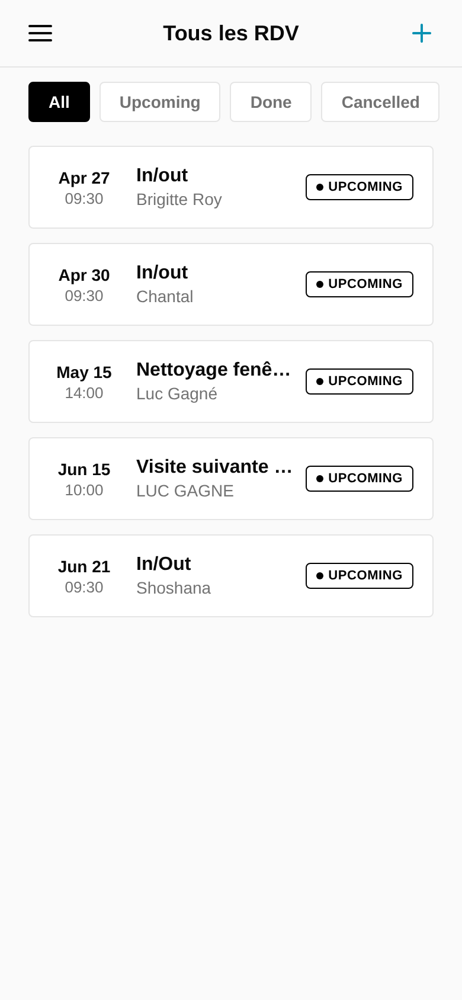 Tous les RDV
All
Upcoming
Done
Cancelled
Apr 27
09:30
In/out
Brigitte Roy
UPCOMING
Apr 30
09:30
In/out
Chantal
UPCOMING
May 15
14:00
Nettoyage fenê…
Luc Gagné
UPCOMING
Jun 15
10:00
Visite suivante …
LUC GAGNE
UPCOMING
Jun 21
09:30
In/Out
Shoshana
UPCOMING